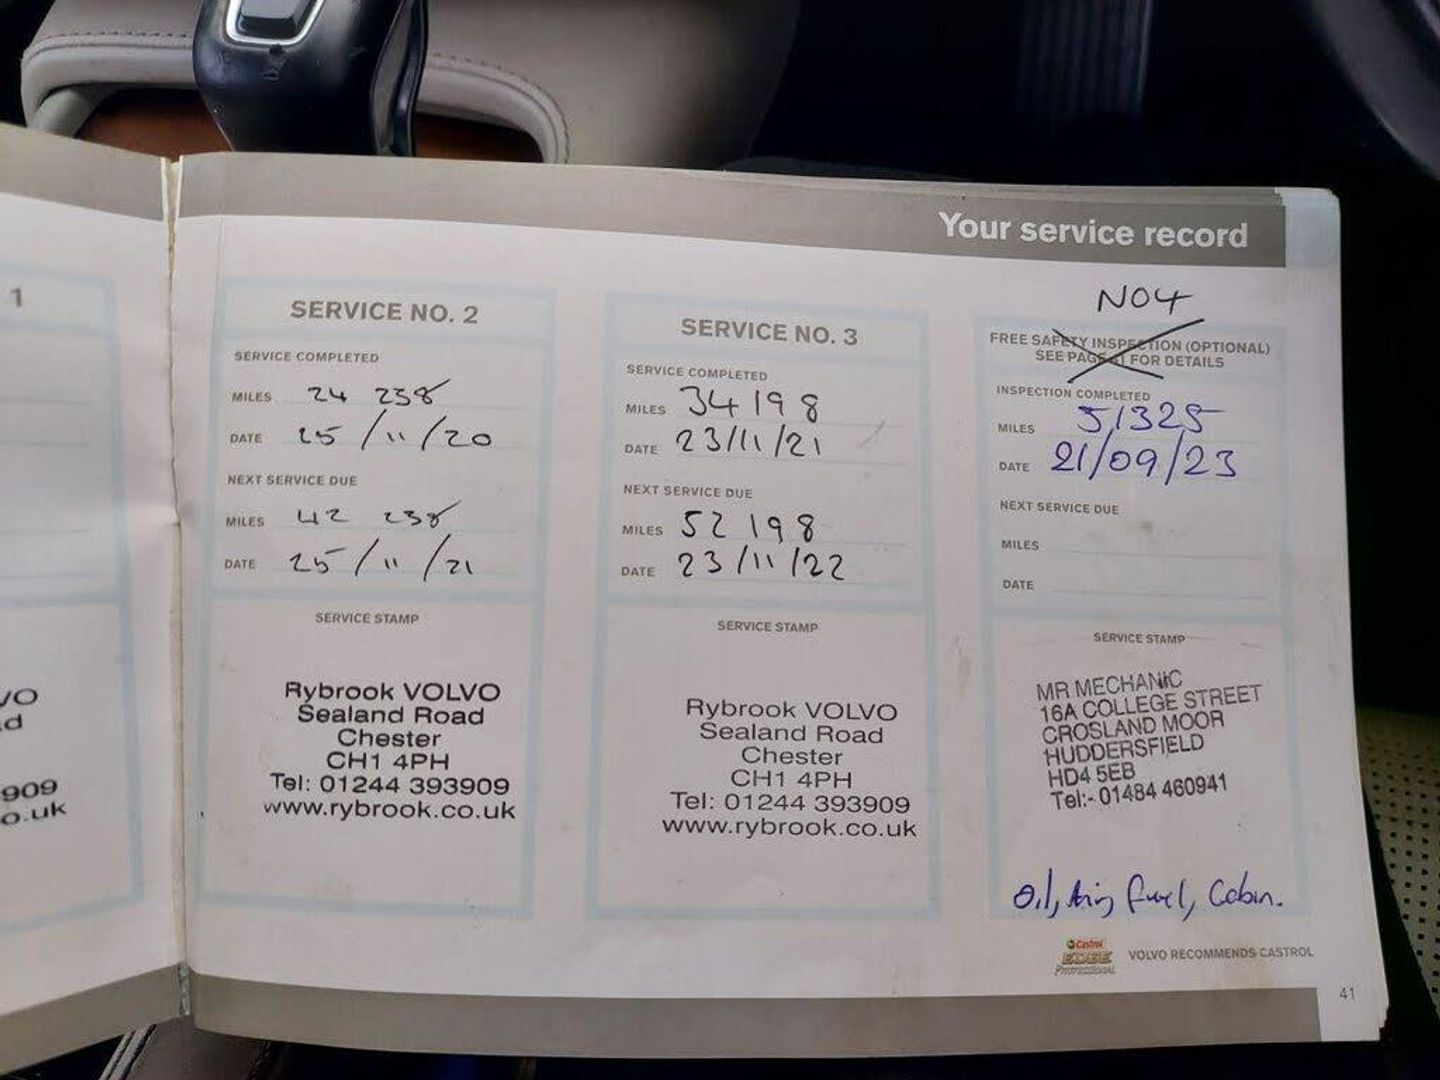 1
vo
ad
909
o.uk
Your service record
SERVICE NO. 2
SERVICE COMPLETED
MILES 24 238
DATE 25/11/20
NEXT SERVICE DUE
MILES 42 238
DATE 25/11/21
SERVICE STAMP
Rybrook VOLVO
Sealand Road
Chester
CH1 4PH
Tel: 01244 393909
www.rybrook.co.uk
SERVICE NO. 3
SERVICE COMPLETED
MILES 34198
DATE 23/11/21
NEXT SERVICE DUE
MILES 52 198
DATE 23/11/22
SERVICE STAMP
Rybrook VOLVO
Sealand Road
Chester
CH1 4PH
Tel: 01244 393909
www.rybrook.co.uk
NO4
FREE SAFETY INSPECTION (OPTIONAL)
SEE PAGE 41 FOR DETAILS
INSPECTION COMPLETED
MILES 51325
DATE 21/09/23
NEXT SERVICE DUE
MILES
DATE
SERVICE STAMP
MR MECHANIC
16A COLLEGE STREET
CROSLAND MOOR
HUDDERSFIELD
HD4 5EB
Tel:- 01484 460941
Oil, Air, fuel, Cabin.
Castrol
EDGE
Professional
VOLVO RECOMMENDS CASTROL
41